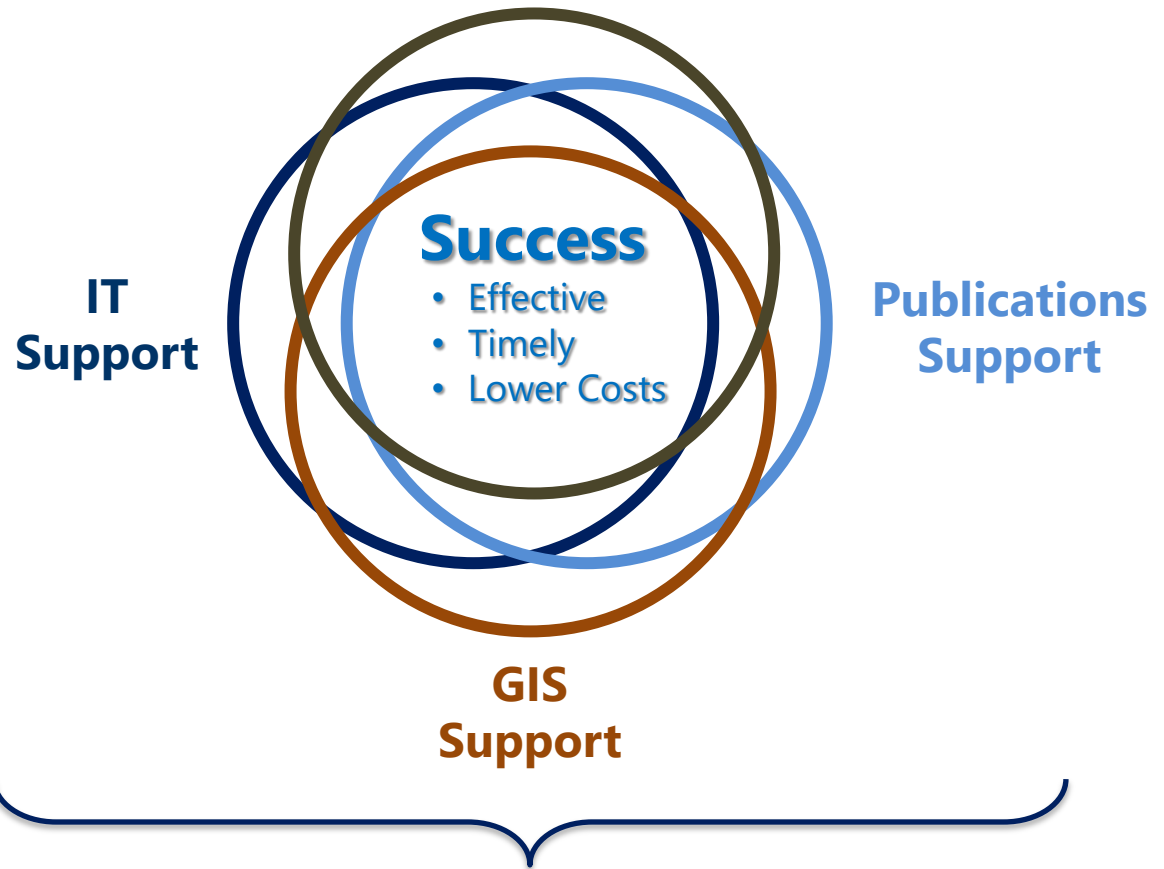 Success
• Effective
• Timely
• Lower Costs
IT
Support
Publications
Support
GIS
Support